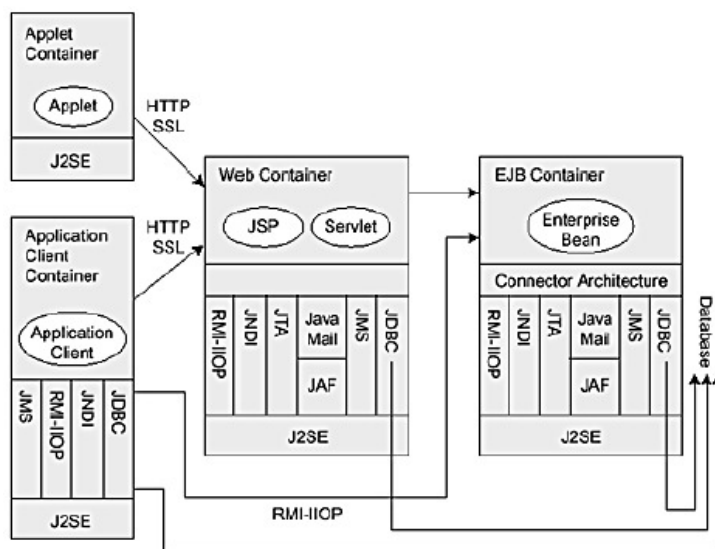 Applet
Container
Applet
J2SE
HTTP
SSL
Application
Client
Container
Application
Client
JMS
RMI-IIOP
JNDI
JDBC
J2SE
HTTP
SSL
Web Container
JSP
Servlet
RMI-IIOP
JNDI
JTA
Java
Mail
JAF
JMS
JDBC
J2SE
RMI-IIOP
EJB Container
Enterprise
Bean
Connector Architecture
RMI-IIOP
JNDI
JTA
Java
Mail
JAF
JMS
JDBC
J2SE
Database